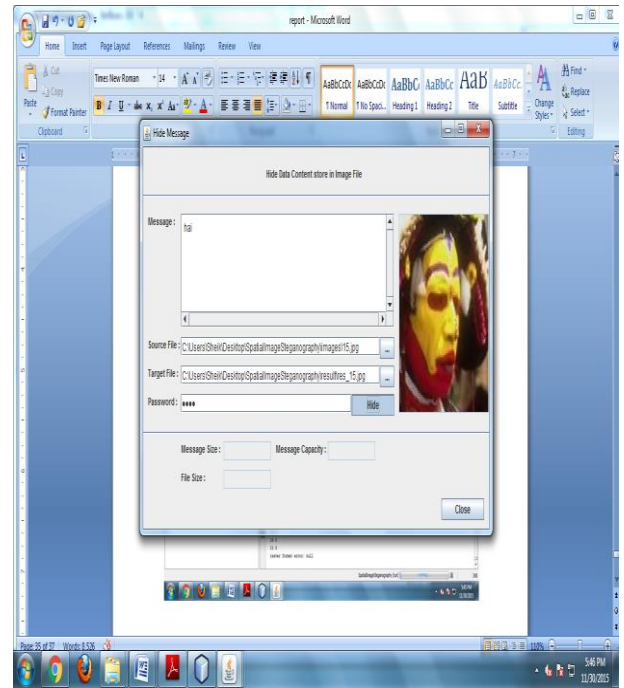 report - Microsoft Word
Home Insert Page Layout References Mailings Review View
Cut
Copy
Paste
Format Painter
Clipboard
Times New Roman 14
AaBbCcDc AaBbCcDc AaBbC AaBbCc AaB AaBbCc
¶ Normal ¶ No Spaci... Heading 1 Heading 2 Title Subtitle
Change Styles
Find
Replace
Select
Editing
Hide Message
Hide Data Content store in Image File
Message :
hai
Source File : C:\Users\Sheik\Desktop\SpatialImageSteganography\images\15.jpg ...
Target File : C:\Users\Sheik\Desktop\SpatialImageSteganography\result\res_15.jpg ...
Password : ●●●● Hide
Message Size : Message Capacity :
File Size :
Close
Page: 35 of 37 Words: 8,526
110%
5:46 PM
11/30/2015